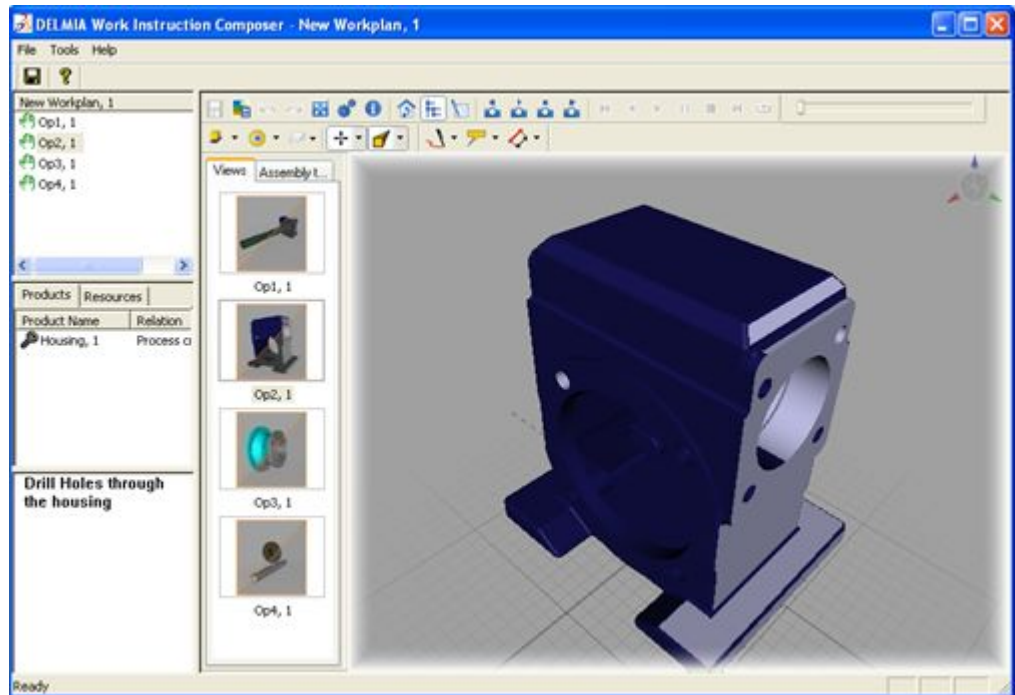 DELMIA Work Instruction Composer - New Workplan, 1
File Tools Help
New Workplan, 1
Op1, 1
Op2, 1
Op3, 1
Op4, 1
Products Resources
Product Name Relation
Housing, 1 Process c
Drill Holes through
the housing
Views Assembly t...
Op1, 1
Op2, 1
Op3, 1
Op4, 1
Ready